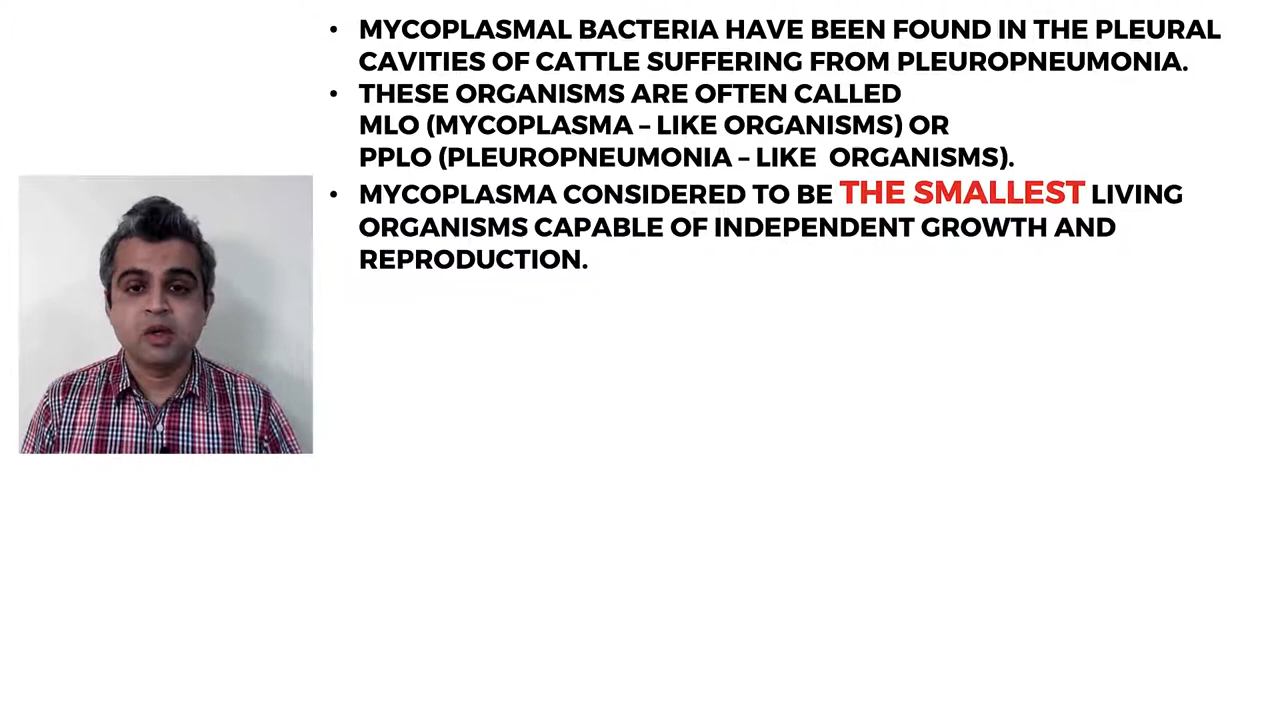 • MYCOPLASMAL BACTERIA HAVE BEEN FOUND IN THE PLEURAL
CAVITIES OF CATTLE SUFFERING FROM PLEUROPNEUMONIA.
• THESE ORGANISMS ARE OFTEN CALLED
MLO (MYCOPLASMA – LIKE ORGANISMS) OR
PPLO (PLEUROPNEUMONIA – LIKE ORGANISMS).
• MYCOPLASMA CONSIDERED TO BE THE SMALLEST LIVING
ORGANISMS CAPABLE OF INDEPENDENT GROWTH AND
REPRODUCTION.